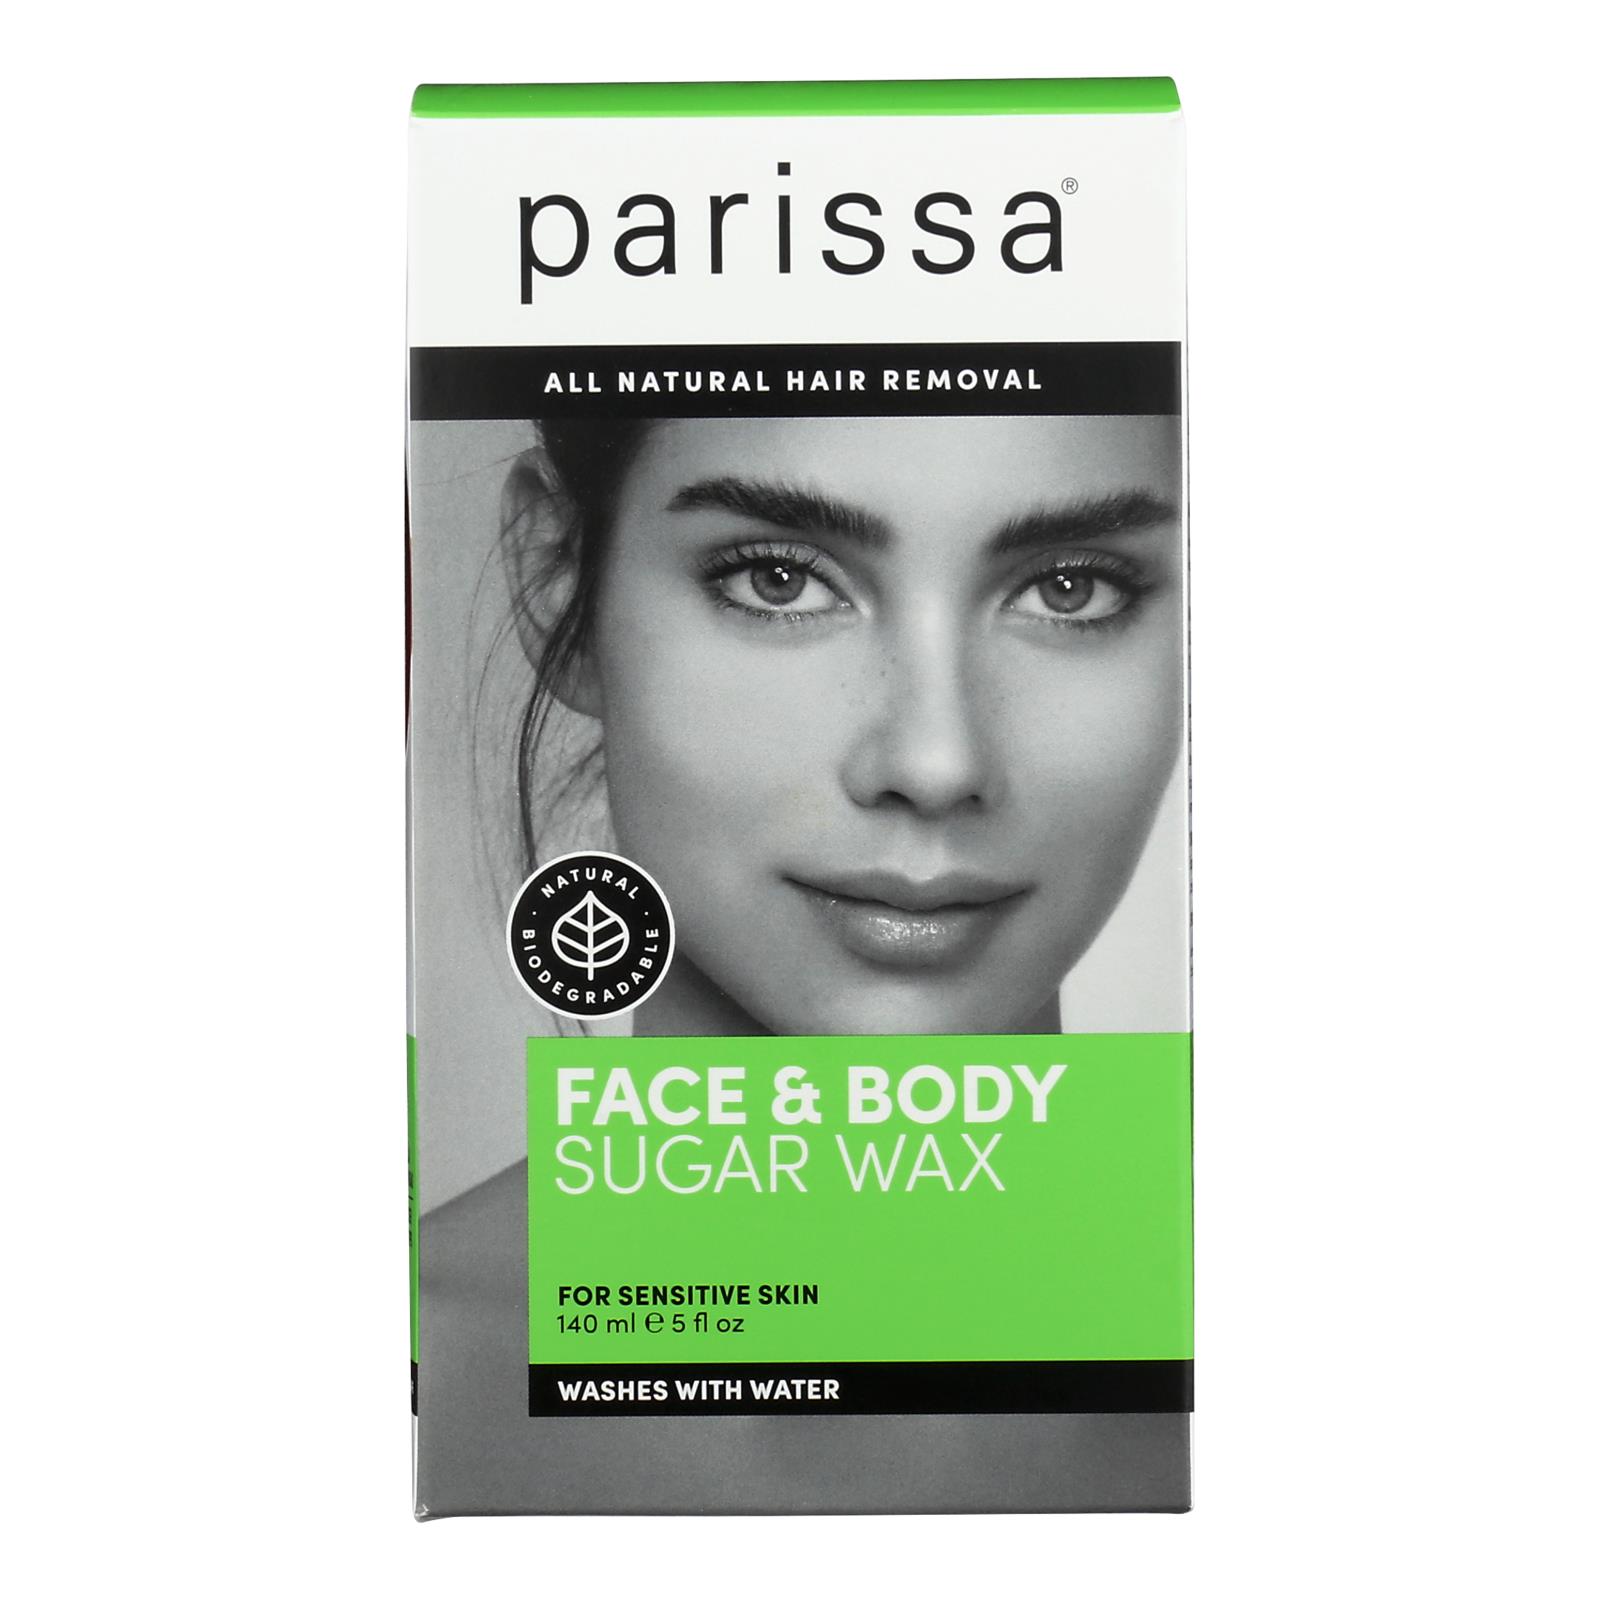 parissa®
ALL NATURAL HAIR REMOVAL
NATURAL
· BIODEGRADABLE ·
FACE & BODY
SUGAR WAX
FOR SENSITIVE SKIN
140 ml ℮ 5 fl oz
WASHES WITH WATER